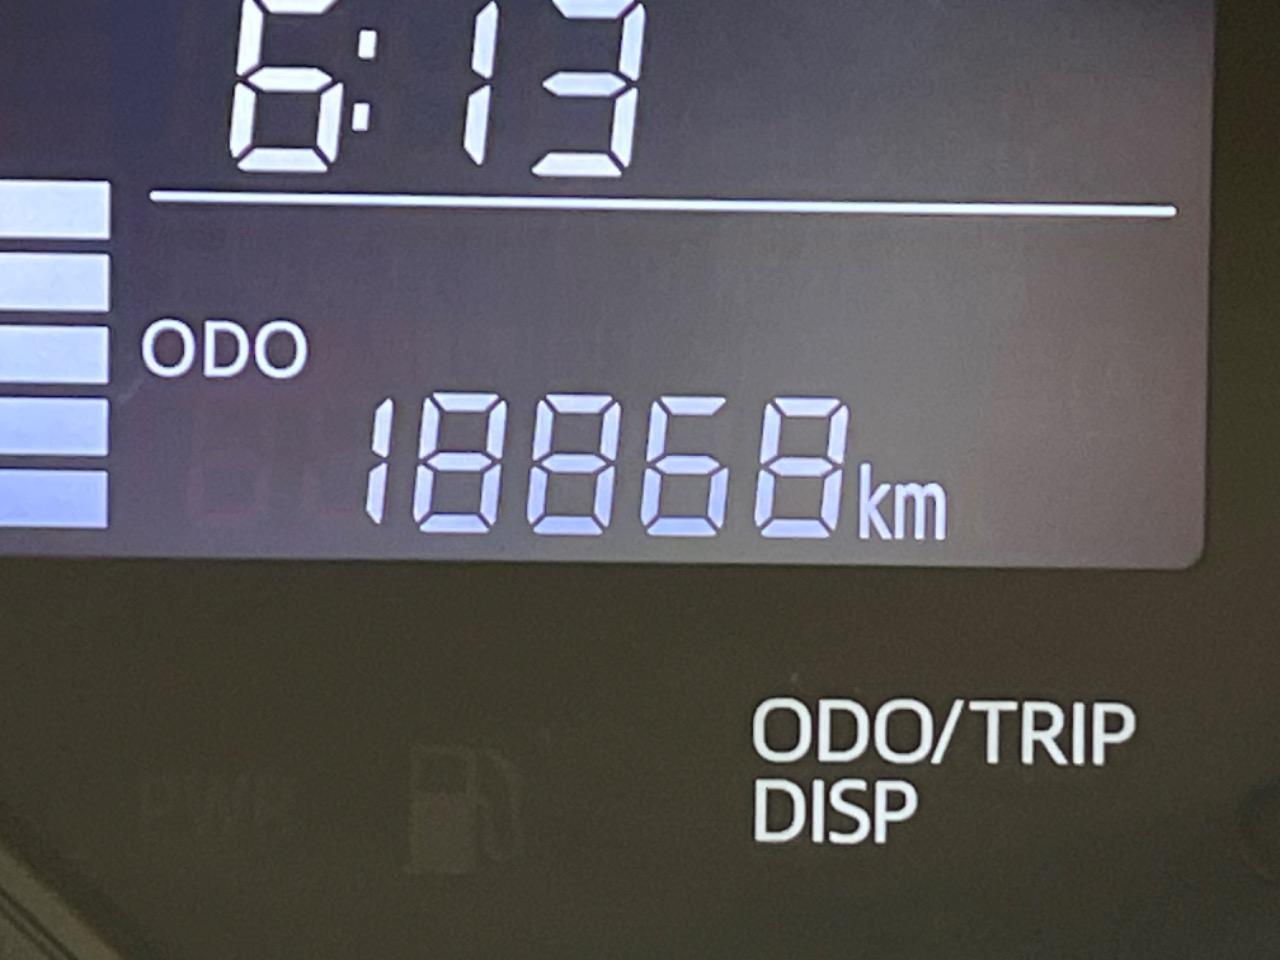 6:13
ODO
18868km
ODO/TRIP
DISP